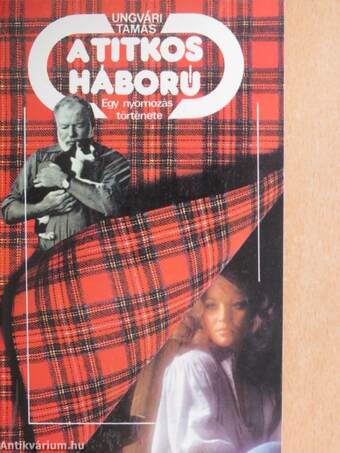 UNGVÁRI
TAMÁS
A TITKOS
HÁBORÚ
Egy nyomozás
története
Antikvárium.hu